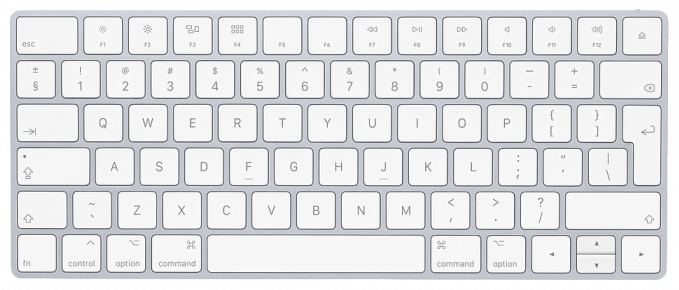 esc F1 F2 F3 F4 F5 F6 F7 F8 F9 F10 F11 F12
± ! @ # $ % ^ & * ( ) — +
§ 1 2 3 4 5 6 7 8 9 0 - =
Q W E R T Y U I O P { }
[ ]
A S D F G H J K L : " |
; ' \
~ Z X C V B N M < > ?
` , . /
fn control option command command option